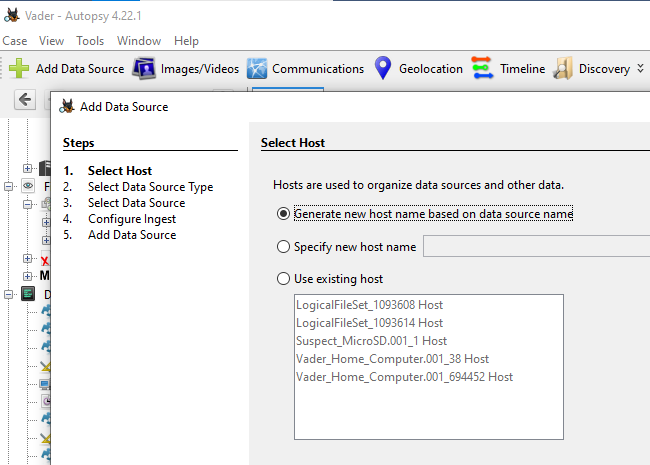 Vader - Autopsy 4.22.1
Case View Tools Window Help
Add Data Source Images/Videos Communications Geolocation Timeline Discovery
Add Data Source
Steps
1. Select Host
2. Select Data Source Type
3. Select Data Source
4. Configure Ingest
5. Add Data Source
Select Host
Hosts are used to organize data sources and other data.
Generate new host name based on data source name
Specify new host name
Use existing host
LogicalFileSet_1093608 Host
LogicalFileSet_1093614 Host
Suspect_MicroSD.001_1 Host
Vader_Home_Computer.001_38 Host
Vader_Home_Computer.001_694452 Host
F
M
D